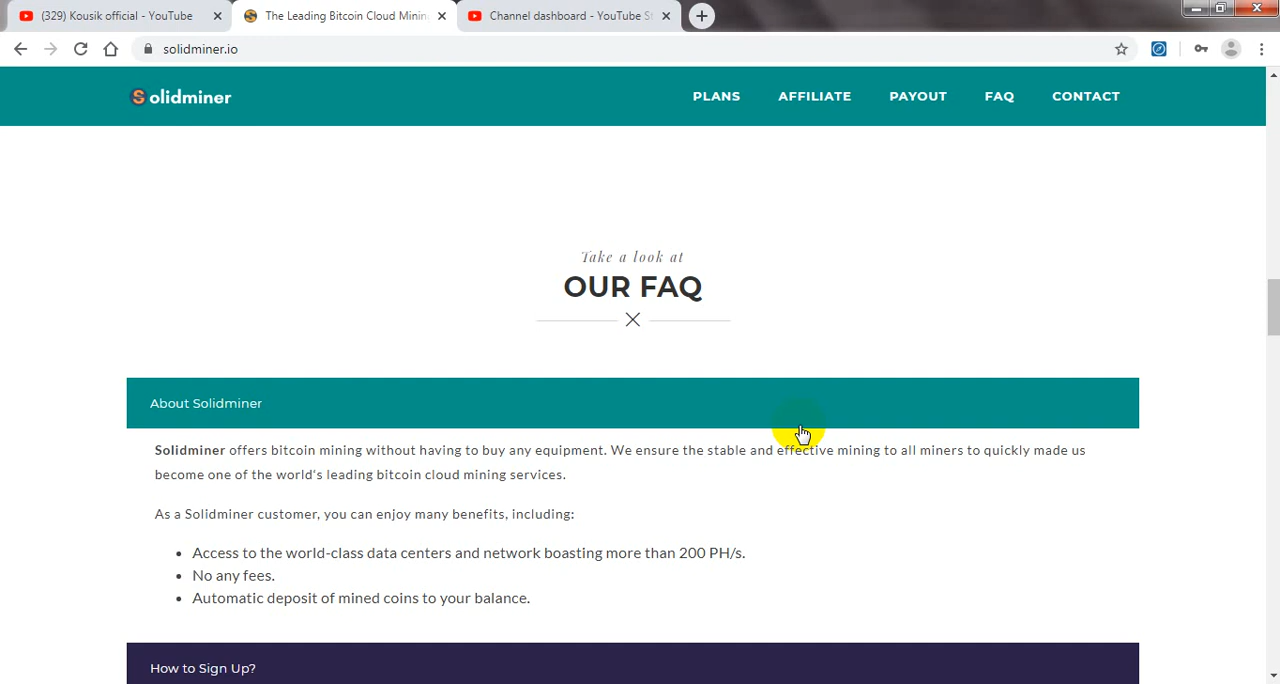 (329) Kousik official - YouTube
The Leading Bitcoin Cloud Minin
Channel dashboard - YouTube S
solidminer.io
Solidminer
PLANS
AFFILIATE
PAYOUT
FAQ
CONTACT
Take a look at
OUR FAQ
About Solidminer
Solidminer offers bitcoin mining without having to buy any equipment. We ensure the stable and effective mining to all miners to quickly made us
become one of the world's leading bitcoin cloud mining services.
As a Solidminer customer, you can enjoy many benefits, including:
• Access to the world-class data centers and network boasting more than 200 PH/s.
• No any fees.
• Automatic deposit of mined coins to your balance.
How to Sign Up?